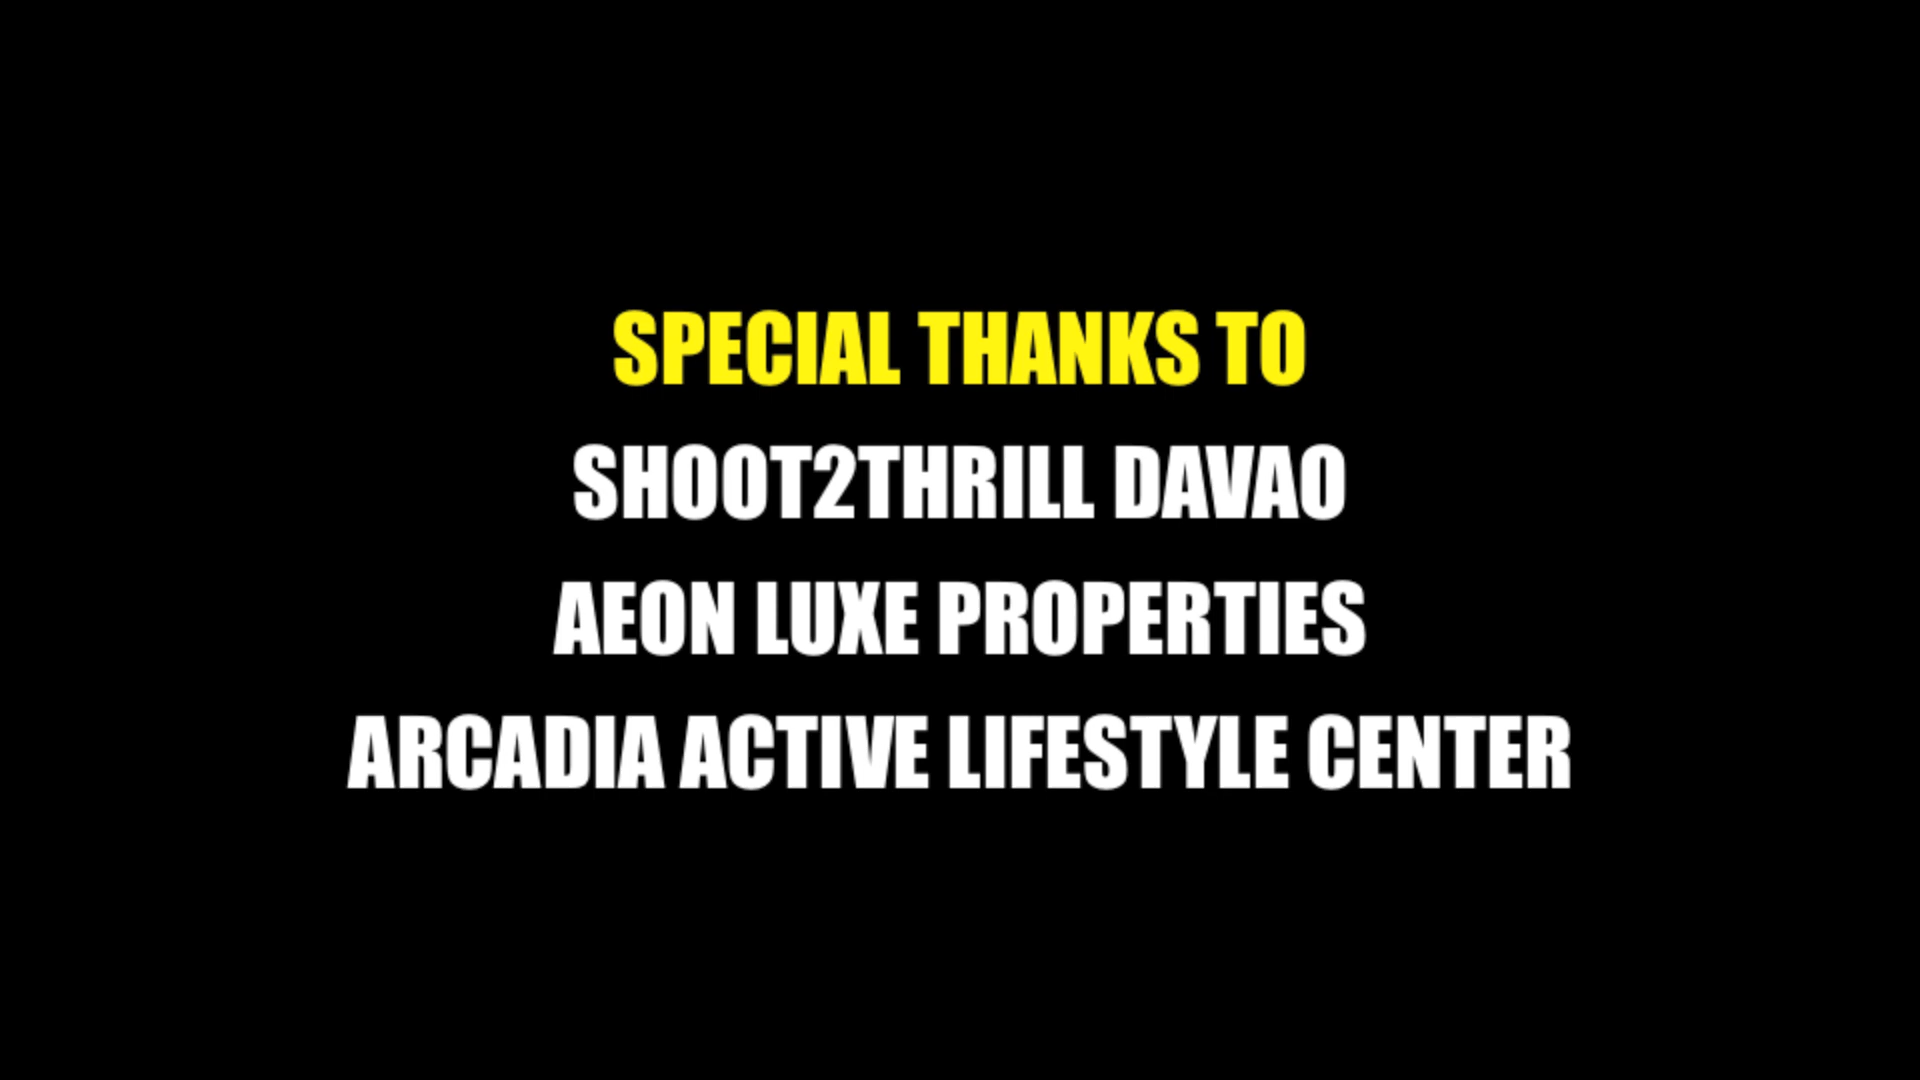 SPECIAL THANKS TO
SHOOT2THRILL DAVAO
AEON LUXE PROPERTIES
ARCADIA ACTIVE LIFESTYLE CENTER